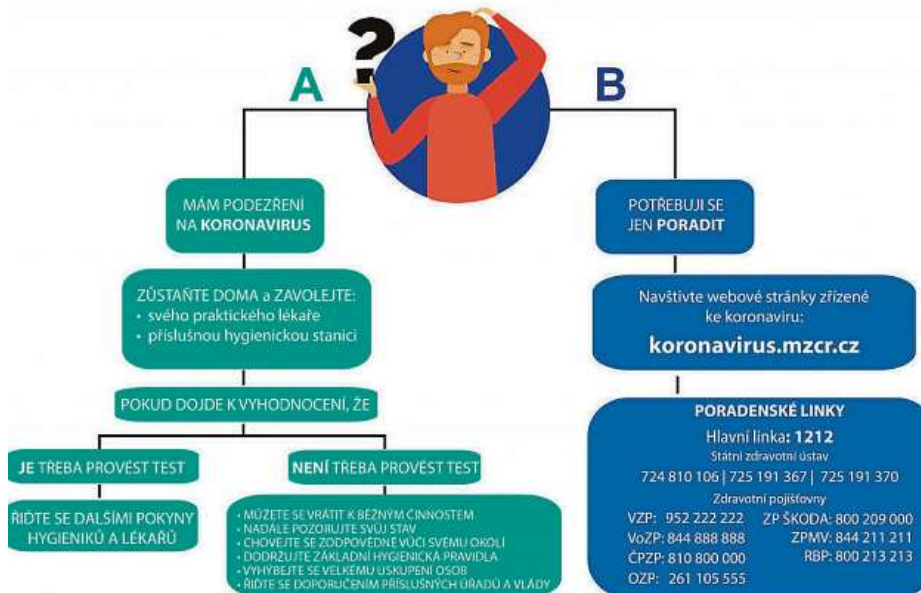 ?
A
B
MÁM PODEZŘENÍ
NA KORONAVIRUS
ZŮSTAŇTE DOMA a ZAVOLEJTE:
• svého praktického lékaře
• příslušnou hygienickou stanici
POKUD DOJDE K VYHODNOCENÍ, ŽE
JE TŘEBA PROVÉST TEST
ŘIĎTE SE DALŠÍMI POKYNY
HYGIENIKŮ A LÉKAŘŮ
NENÍ TŘEBA PROVÉST TEST
• MŮŽETE SE VRÁTIT K BĚŽNÝM ČINNOSTEM
• NADÁLE POZORUJTE SVŮJ STAV
• CHOVEJTE SE ZODPOVĚDNĚ VŮČI SVÉMU OKOLÍ
• DODRŽUJTE ZÁKLADNÍ HYGIENICKÁ PRAVIDLA
• VYHÝBEJTE SE VELKÉMU USKUPENÍ OSOB
• ŘIĎTE SE DOPORUČENÍM PŘÍSLUŠNÝCH ÚŘADŮ A VLÁDY
POTŘEBUJI SE
JEN PORADIT
Navštivte webové stránky zřízené
ke koronaviru:
koronavirus.mzcr.cz
PORADENSKÉ LINKY
Hlavní linka: 1212
Státní zdravotní ústav
724 810 106 | 725 191 367 | 725 191 370
Zdravotní pojišťovny
VZP: 952 222 222 ZP ŠKODA: 800 209 000
VoZP: 844 888 888 ZPMV: 844 211 211
ČPZP: 810 800 000 RBP: 800 213 213
OZP: 261 105 555